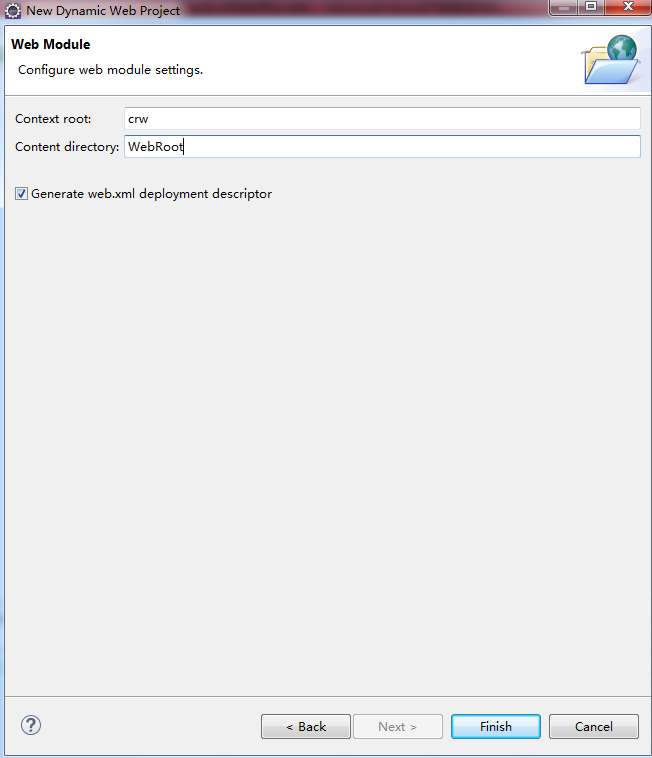 New Dynamic Web Project
Web Module
Configure web module settings.
Context root: crw
Content directory: WebRoot
Generate web.xml deployment descriptor
? < Back Next > Finish Cancel